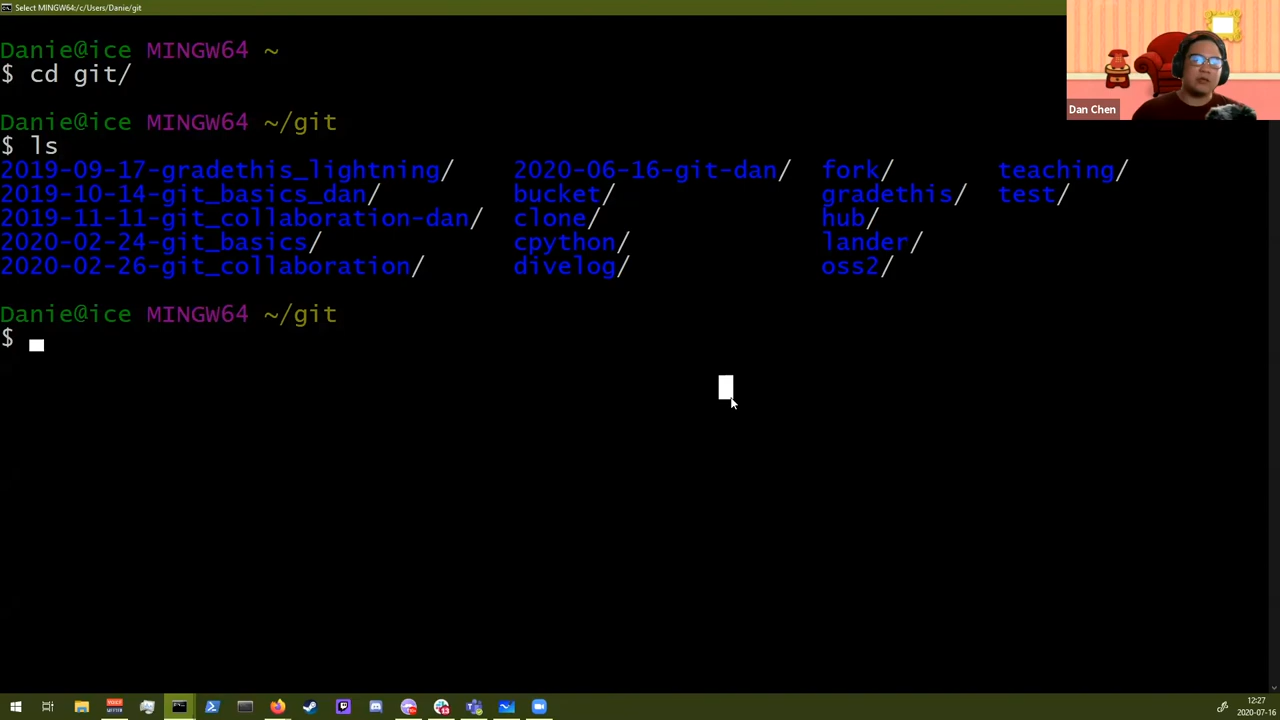 Select MINGW64:/c/Users/Danie/git
Danie@ice MINGW64 ~
$ cd git/
Danie@ice MINGW64 ~/git
$ ls
2019-09-17-gradethis_lightning/ 2020-06-16-git-dan/ fork/ teaching/
2019-10-14-git_basics_dan/ bucket/ gradethis/ test/
2019-11-11-git_collaboration-dan/ clone/ hub/
2020-02-24-git_basics/ cpython/ lander/
2020-02-26-git_collaboration/ divelog/ oss2/
Danie@ice MINGW64 ~/git
$
Dan Chen
12:27
2020-07-16